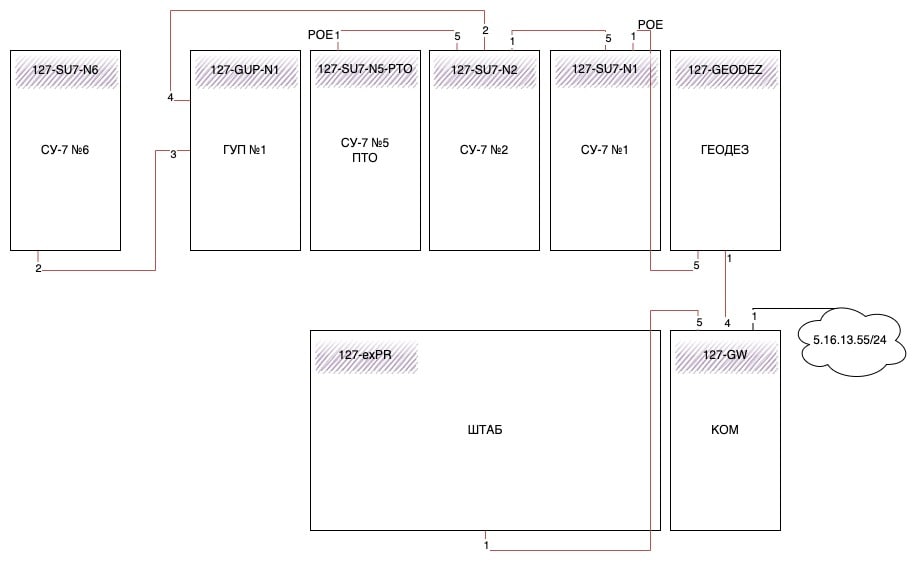 POE 1
5
2
1
5
POE
1
127-SU7-N6
127-GUP-N1
127-SU7-N5-PTO
127-SU7-N2
127-SU7-N1
127-GEODEZ
4
СУ-7 №6
3
ГУП №1
СУ-7 №5
ПТО
СУ-7 №2
СУ-7 №1
ГЕОДЕЗ
2
5
1
5
4
1
5.16.13.55/24
127-exPR
127-GW
ШТАБ
КОМ
1